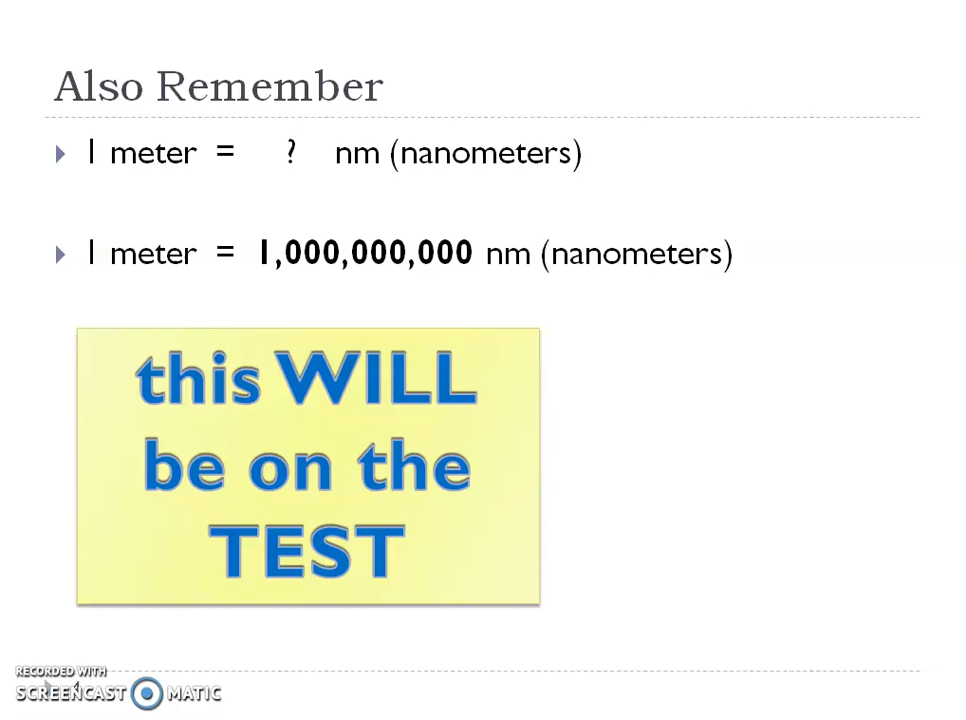 Also Remember
1 meter = ? nm (nanometers)
1 meter = 1,000,000,000 nm (nanometers)
this WILL
be on the
TEST
RECORDED WITH
SCREENCAST MATIC